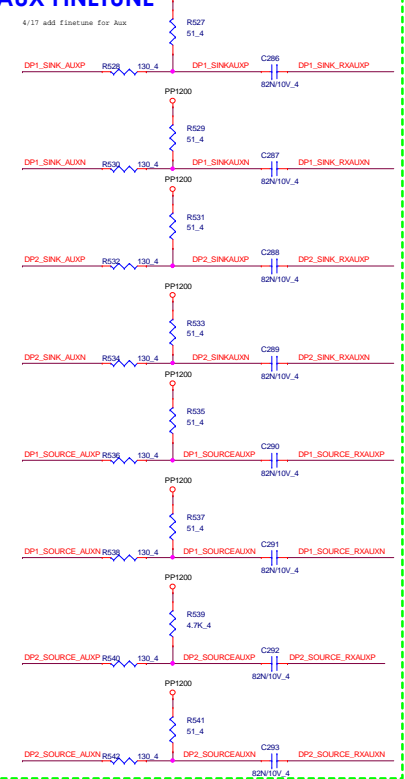 AUX FINETUNE
4/17 add finetune for Aux
R527
51_4
DP1_SINK_AUXP
R528
130_4
DP1_SINKAUXP
C286
82N/10V_4
DP1_SINK_RXAUXP
PP1200
R529
51_4
DP1_SINK_AUXN
R530
130_4
DP1_SINKAUXN
C287
82N/10V_4
DP1_SINK_RXAUXN
PP1200
R531
51_4
DP2_SINK_AUXP
R532
130_4
DP2_SINKAUXP
C288
82N/10V_4
DP2_SINK_RXAUXP
PP1200
R533
51_4
DP2_SINK_AUXN
R534
130_4
DP2_SINKAUXN
C289
82N/10V_4
DP2_SINK_RXAUXN
PP1200
R535
51_4
DP1_SOURCE_AUXP
R536
130_4
DP1_SOURCEAUXP
C290
82N/10V_4
DP1_SOURCE_RXAUXP
PP1200
R537
51_4
DP1_SOURCE_AUXN
R538
130_4
DP1_SOURCEAUXN
C291
82N/10V_4
DP1_SOURCE_RXAUXN
PP1200
R539
4.7K_4
DP2_SOURCE_AUXP
R540
130_4
DP2_SOURCEAUXP
C292
82N/10V_4
DP2_SOURCE_RXAUXP
PP1200
R541
51_4
DP2_SOURCE_AUXN
R542
130_4
DP2_SOURCEAUXN
C293
82N/10V_4
DP2_SOURCE_RXAUXN